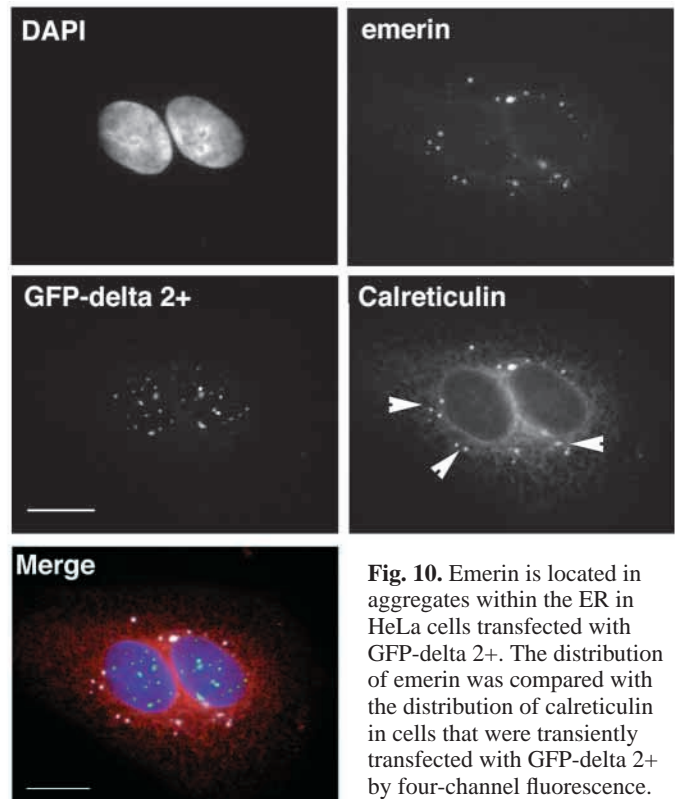 DAPI
emerin
GFP-delta 2+
Calreticulin
Merge
Fig. 10. Emerin is located in
aggregates within the ER in
HeLa cells transfected with
GFP-delta 2+. The distribution
of emerin was compared with
the distribution of calreticulin
in cells that were transiently
transfected with GFP-delta 2+
by four-channel fluorescence.